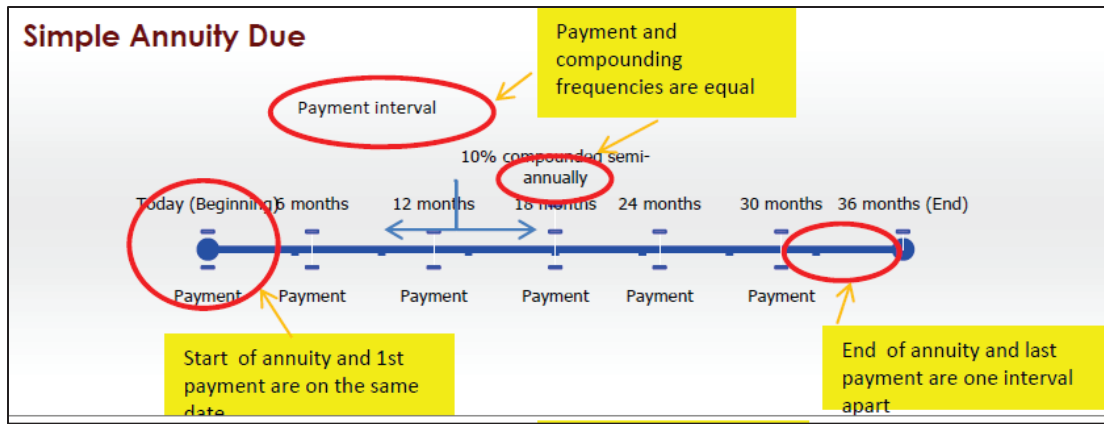 Simple Annuity Due
Payment and
compounding
frequencies are equal
Payment interval
10% compounded semi-
annually
Today (Beginning) 6 months 12 months 18 months 24 months 30 months 36 months (End)
Payment Payment Payment Payment Payment Payment
Start of annuity and 1st
payment are on the same
date
End of annuity and last
payment are one interval
apart